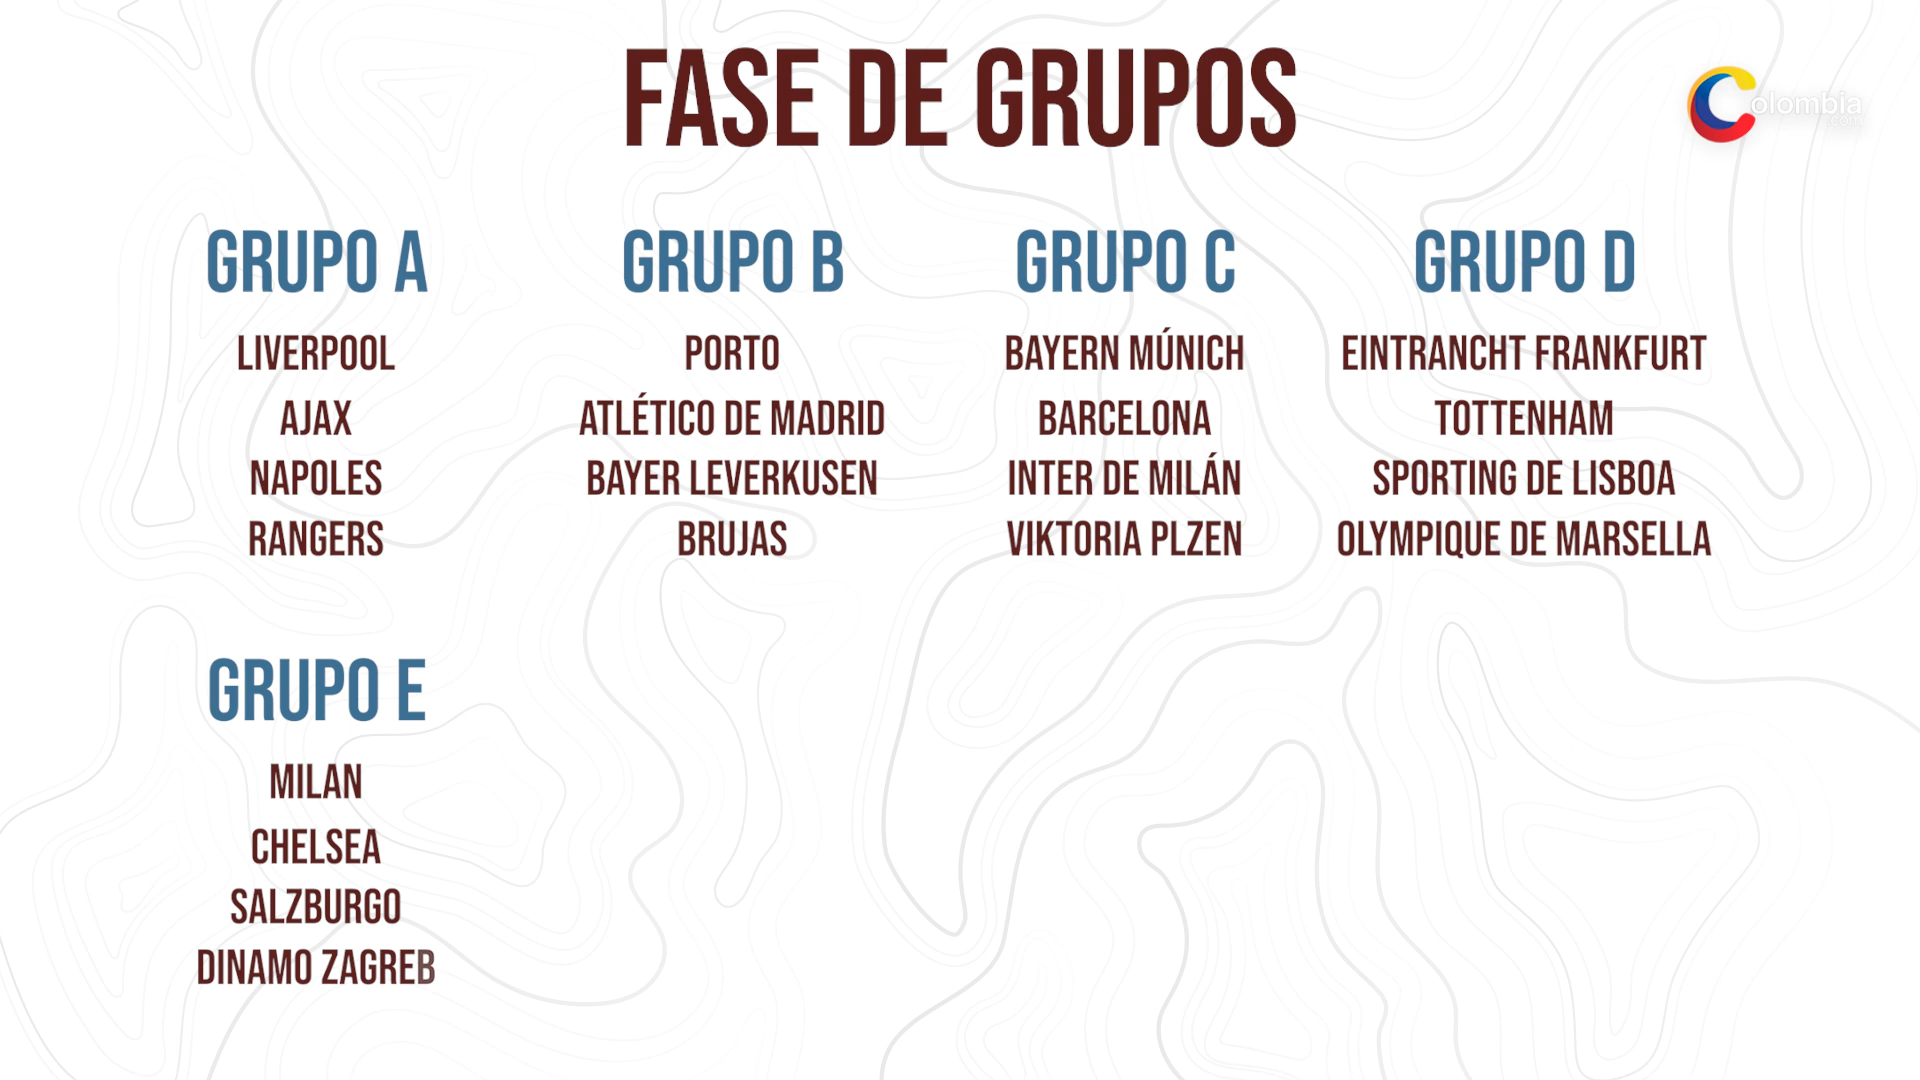 FASE DE GRUPOS
Colombia
.com
GRUPO A
LIVERPOOL
AJAX
NAPOLES
RANGERS
GRUPO B
PORTO
ATLÉTICO DE MADRID
BAYER LEVERKUSEN
BRUJAS
GRUPO C
BAYERN MÚNICH
BARCELONA
INTER DE MILÁN
VIKTORIA PLZEN
GRUPO D
EINTRANCHT FRANKFURT
TOTTENHAM
SPORTING DE LISBOA
OLYMPIQUE DE MARSELLA
GRUPO E
MILAN
CHELSEA
SALZBURGO
DINAMO ZAGREB